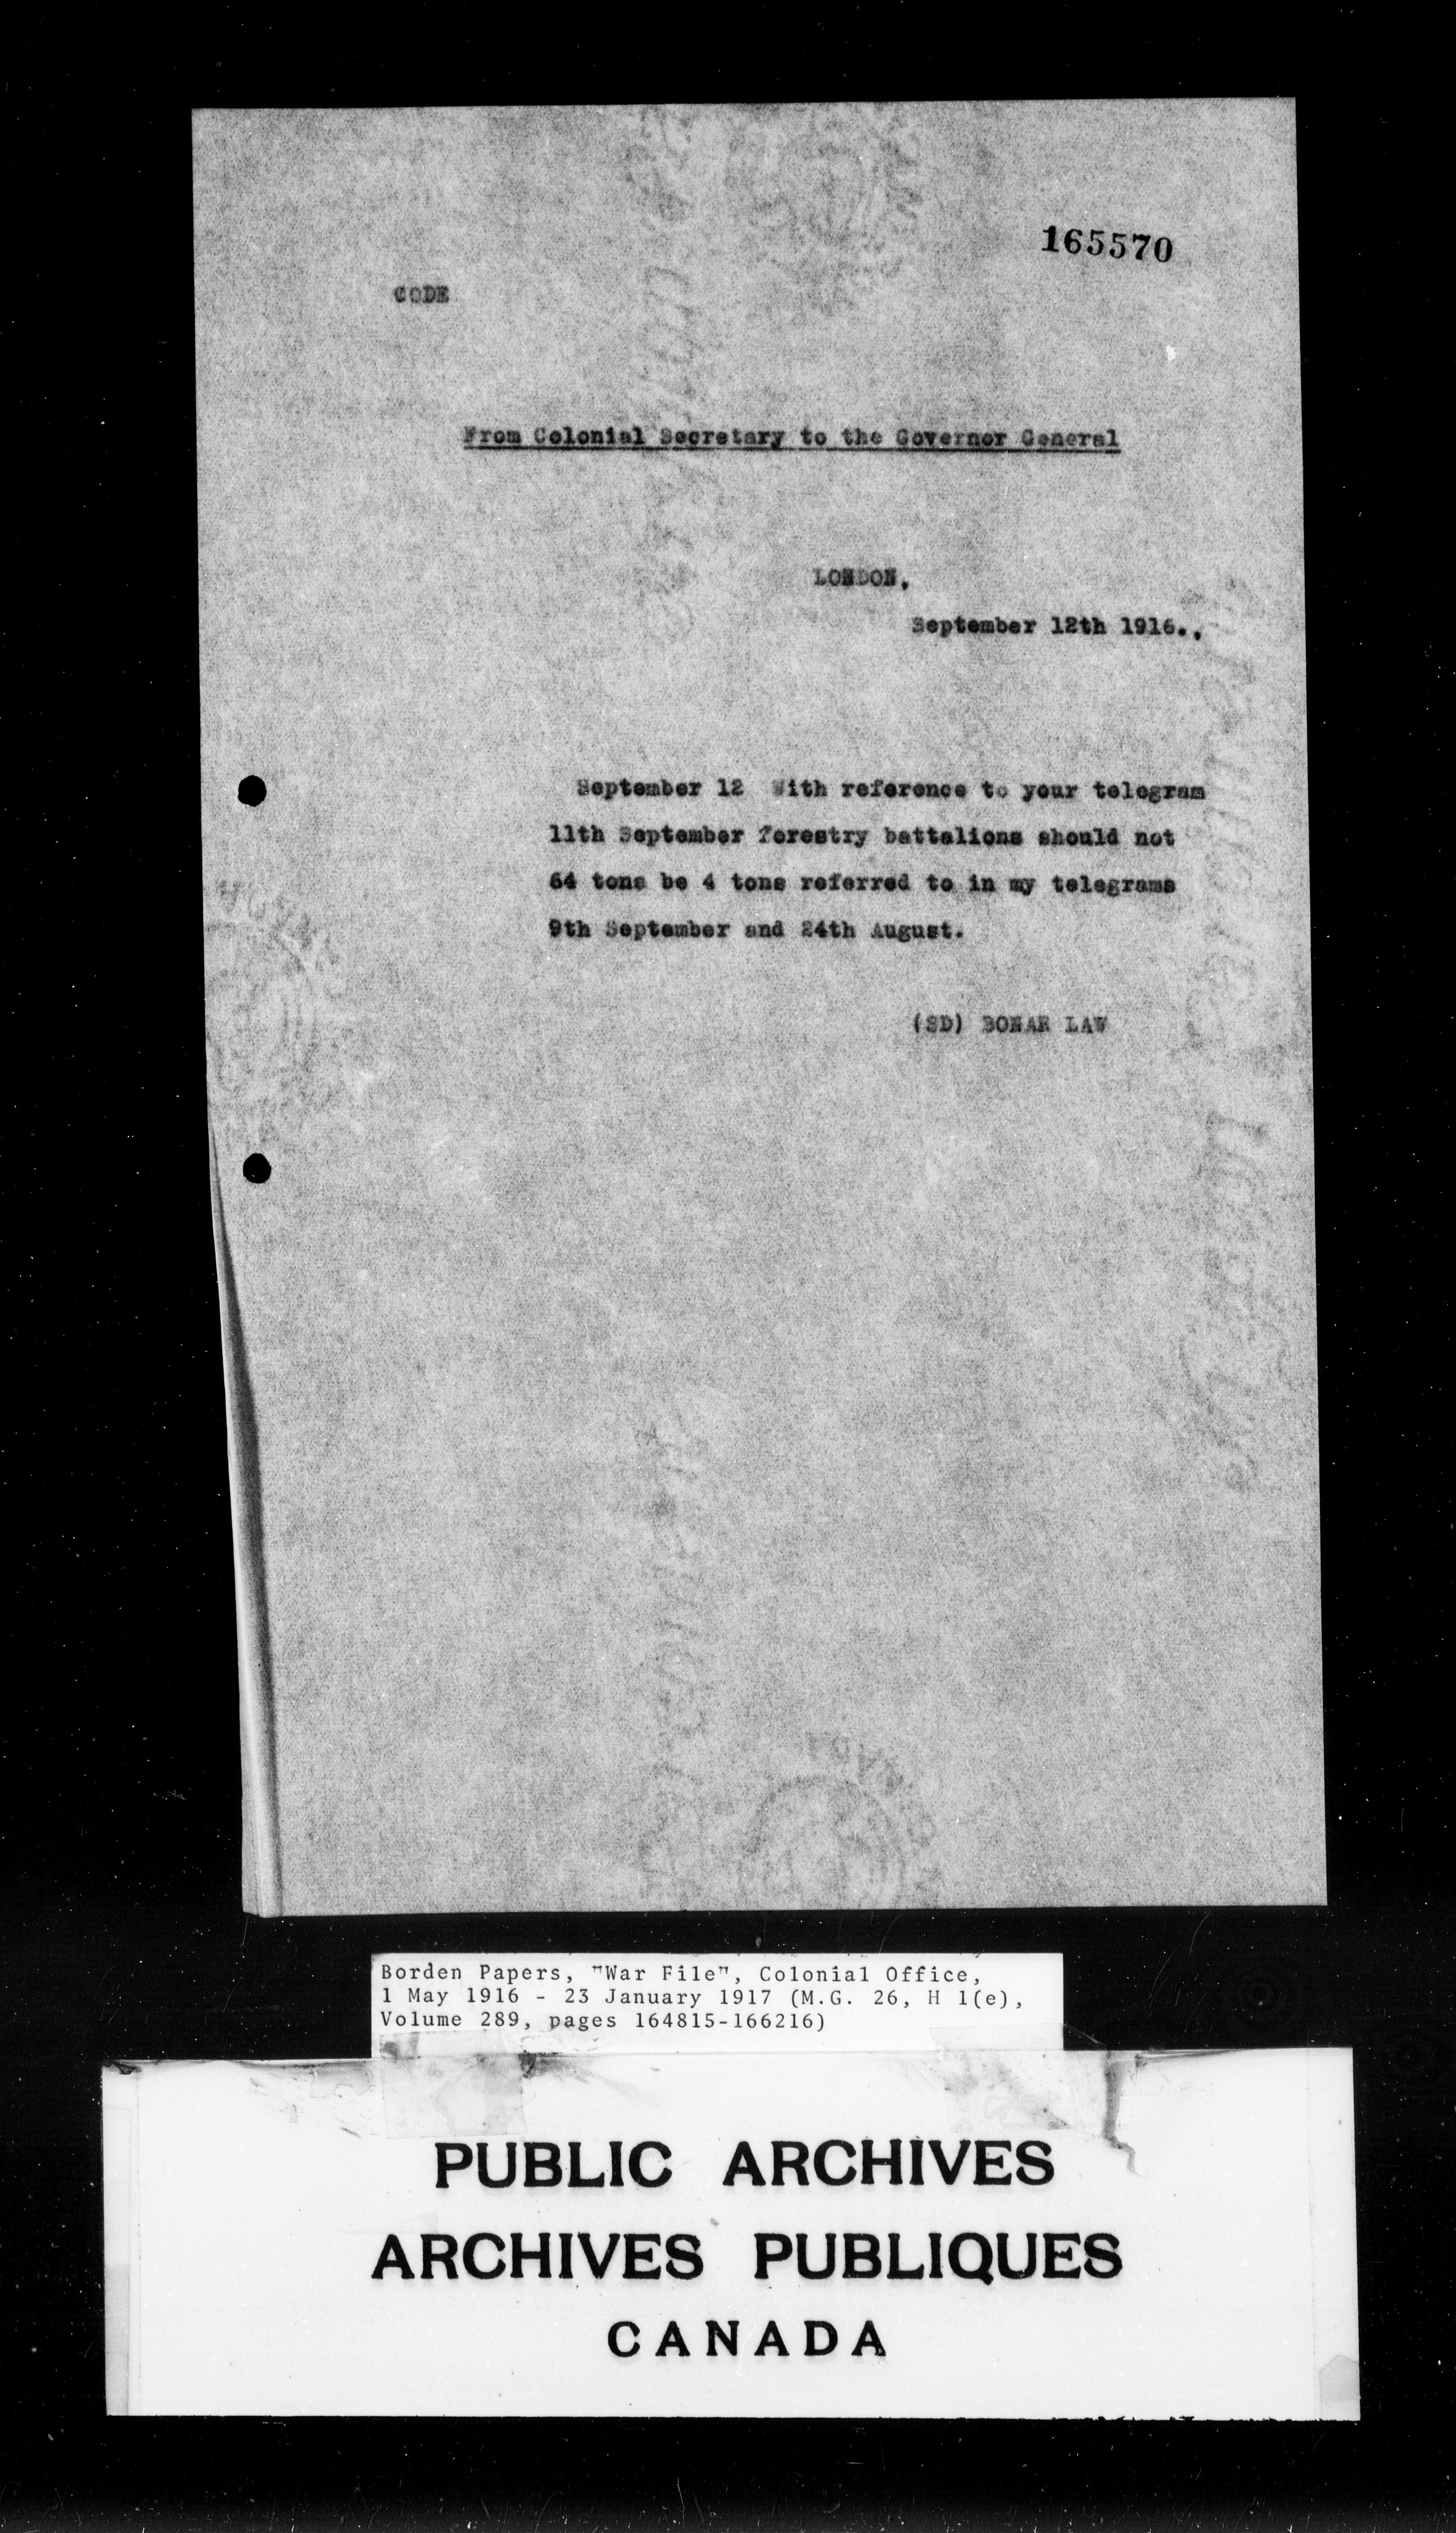 165570
CODE
From Colonial Secretary to the Governor General
LONDON,
September 12th 1916..
September 12 With reference to your telegram
11th September forestry battalions should not
64 tons be 4 tons referred to in my telegrams
9th September and 24th August.
(SD) BONAR LAW
Borden Papers, "War File", Colonial Office,
1 May 1916 - 23 January 1917 (M.G. 26, H 1(e),
Volume 289, pages 164815-166216)
PUBLIC ARCHIVES
ARCHIVES PUBLIQUES
CANADA